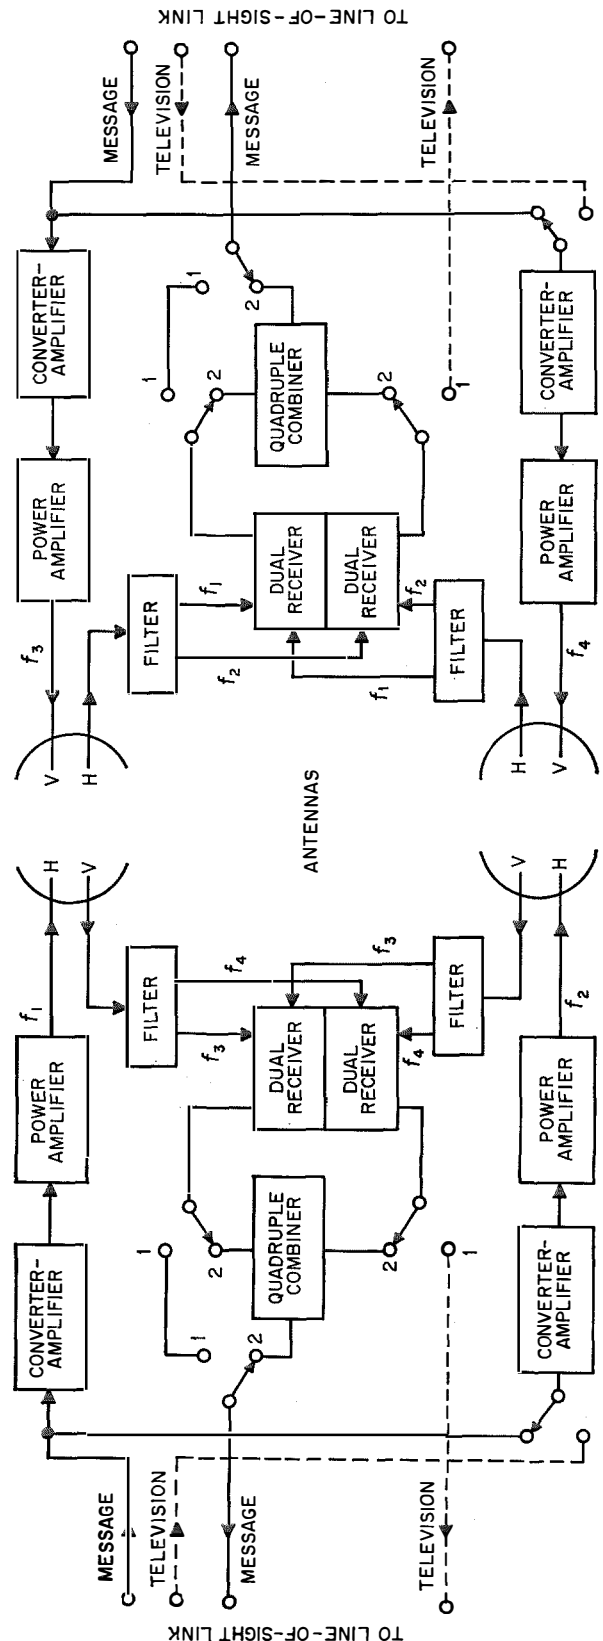 TO LINE-OF-SIGHT LINK
MESSAGE
TELEVISION
MESSAGE
TELEVISION
CONVERTER-
AMPLIFIER
POWER
AMPLIFIER
f1
H
V
FILTER
f3
f4
1
1
2
2
QUADRUPLE
COMBINER
DUAL
RECEIVER
DUAL
RECEIVER
2
1
f3
f4
FILTER
CONVERTER-
AMPLIFIER
POWER
AMPLIFIER
f2
V
H
ANTENNAS
V
H
f3
POWER
AMPLIFIER
CONVERTER-
AMPLIFIER
FILTER
f1
f2
DUAL
RECEIVER
DUAL
RECEIVER
1
1
2
2
QUADRUPLE
COMBINER
2
1
f1
f2
FILTER
H
V
f4
POWER
AMPLIFIER
CONVERTER-
AMPLIFIER
MESSAGE
TELEVISION
MESSAGE
TELEVISION
TO LINE-OF-SIGHT LINK